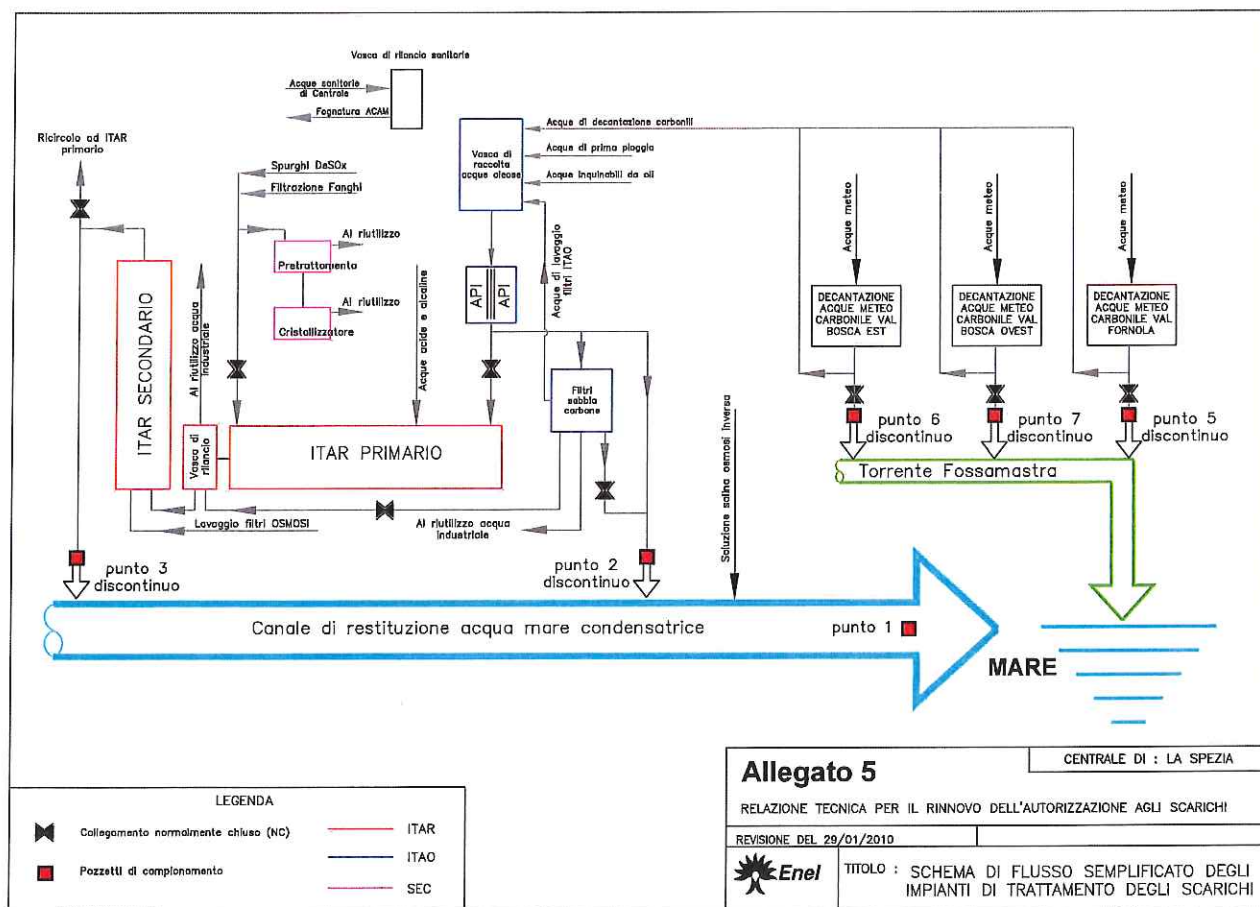 Vasca di rilancio sanitarie
Acque sanitarie
di Centrale
Fognatura ACAM
Ricircolo ad ITAR
primario
Spurghi DeSOx
Filtrazione Fanghi
Al riutilizzo
Pretrattamento
Al riutilizzo
Cristallizzatore
Vasca di
raccolta
acque oleose
Acque di decantazione carbonili
Acque di prima pioggia
Acque inquinabili da oli
API
API
Acque di lavaggio
filtri ITAO
Acque acide e alcaline
Al riutilizzo acqua
industriale
ITAR SECONDARIO
Vasca di
rilancio
ITAR PRIMARIO
Filtri
sabbia
carbone
Lavaggio filtri OSMOSI
Al riutilizzo acqua
industriale
Soluzione salina osmosi inversa
Acque meteo
Acque meteo
Acque meteo
DECANTAZIONE
ACQUE METEO
CARBONILE VAL
BOSCA EST
DECANTAZIONE
ACQUE METEO
CARBONILE VAL
BOSCA OVEST
DECANTAZIONE
ACQUE METEO
CARBONILE VAL
FORNOLA
punto 6
discontinuo
punto 7
discontinuo
punto 5
discontinuo
Torrente Fossamastra
punto 3
discontinuo
punto 2
discontinuo
Canale di restituzione acqua mare condensatrice
punto 1
MARE
LEGENDA
Collegamento normalmente chiuso (NC)
Pozzetti di campionamento
ITAR
ITAO
SEC
Allegato 5
CENTRALE DI : LA SPEZIA
RELAZIONE TECNICA PER IL RINNOVO DELL'AUTORIZZAZIONE AGLI SCARICHI
REVISIONE DEL 29/01/2010
Enel
TITOLO : SCHEMA DI FLUSSO SEMPLIFICATO DEGLI
IMPIANTI DI TRATTAMENTO DEGLI SCARICHI